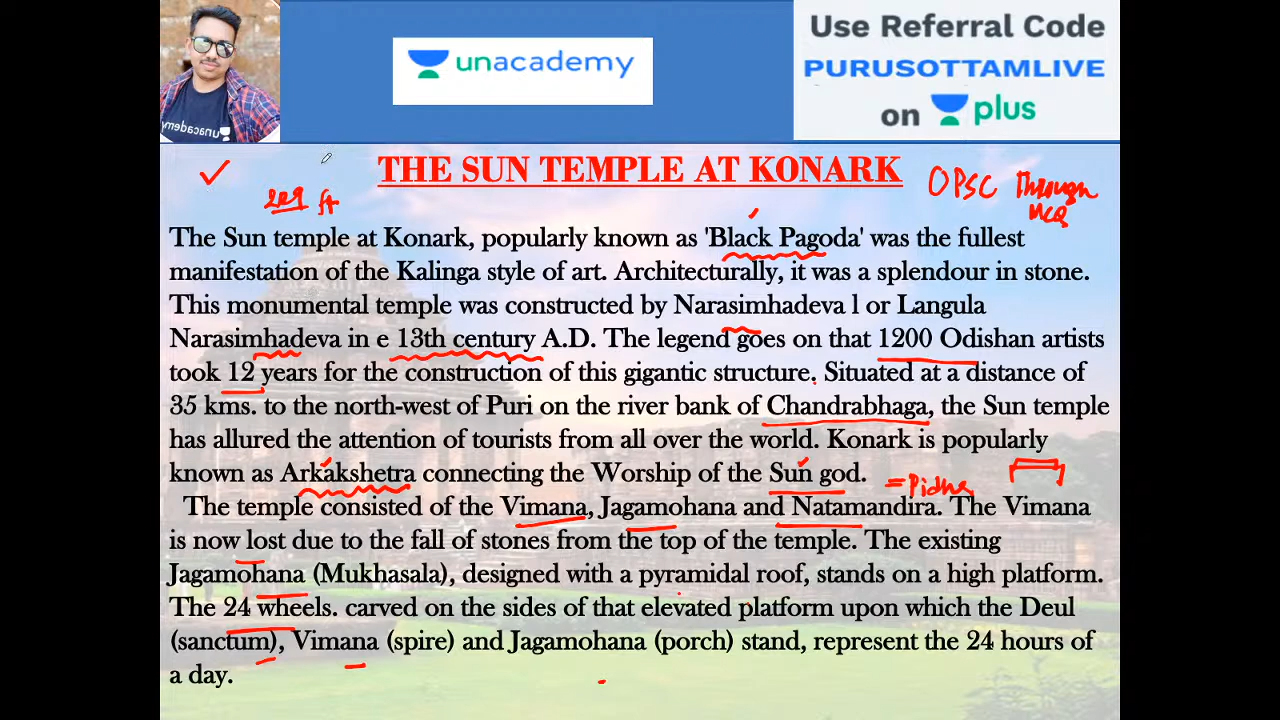 unacademy
unacademy
Use Referral Code
PURUSOTTAMLIVE
on plus
THE SUN TEMPLE AT KONARK
OPSC Through
MCQ
ft
The Sun temple at Konark, popularly known as 'Black Pagoda' was the fullest
manifestation of the Kalinga style of art. Architecturally, it was a splendour in stone.
This monumental temple was constructed by Narasimhadeva l or Langula
Narasimhadeva in e 13th century A.D. The legend goes on that 1200 Odishan artists
took 12 years for the construction of this gigantic structure. Situated at a distance of
35 kms. to the north-west of Puri on the river bank of Chandrabhaga, the Sun temple
has allured the attention of tourists from all over the world. Konark is popularly
known as Arkakshetra connecting the Worship of the Sun god.
= Pidha
The temple consisted of the Vimana, Jagamohana and Natamandira. The Vimana
is now lost due to the fall of stones from the top of the temple. The existing
Jagamohana (Mukhasala), designed with a pyramidal roof, stands on a high platform.
The 24 wheels. carved on the sides of that elevated platform upon which the Deul
(sanctum), Vimana (spire) and Jagamohana (porch) stand, represent the 24 hours of
a day.